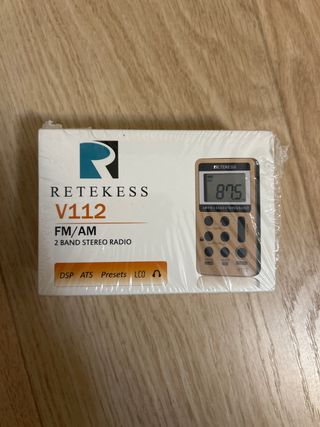 RETEKESS
V112
FM/AM
2 BAND STEREO RADIO
DSP ATS Presets LCD
RETEKESS
87.5